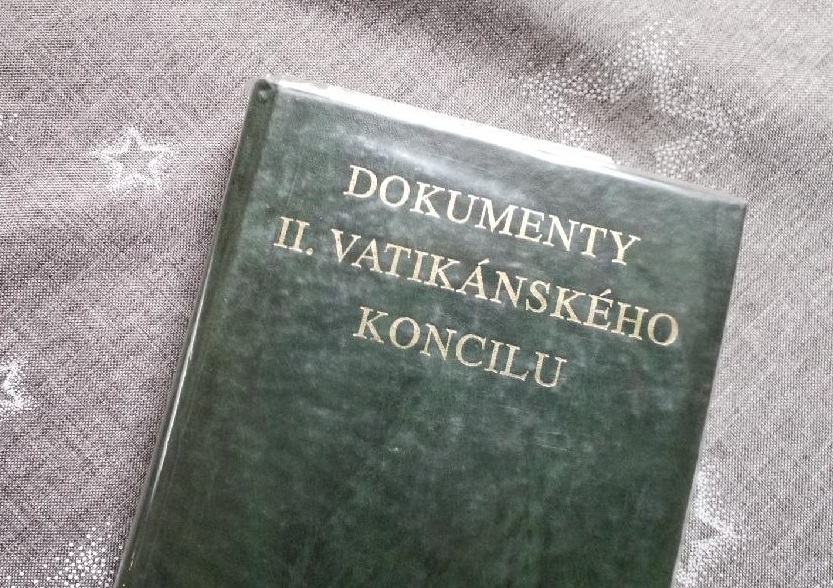 DOKUMENTY
II. VATIKÁNSKÉHO
KONCILU